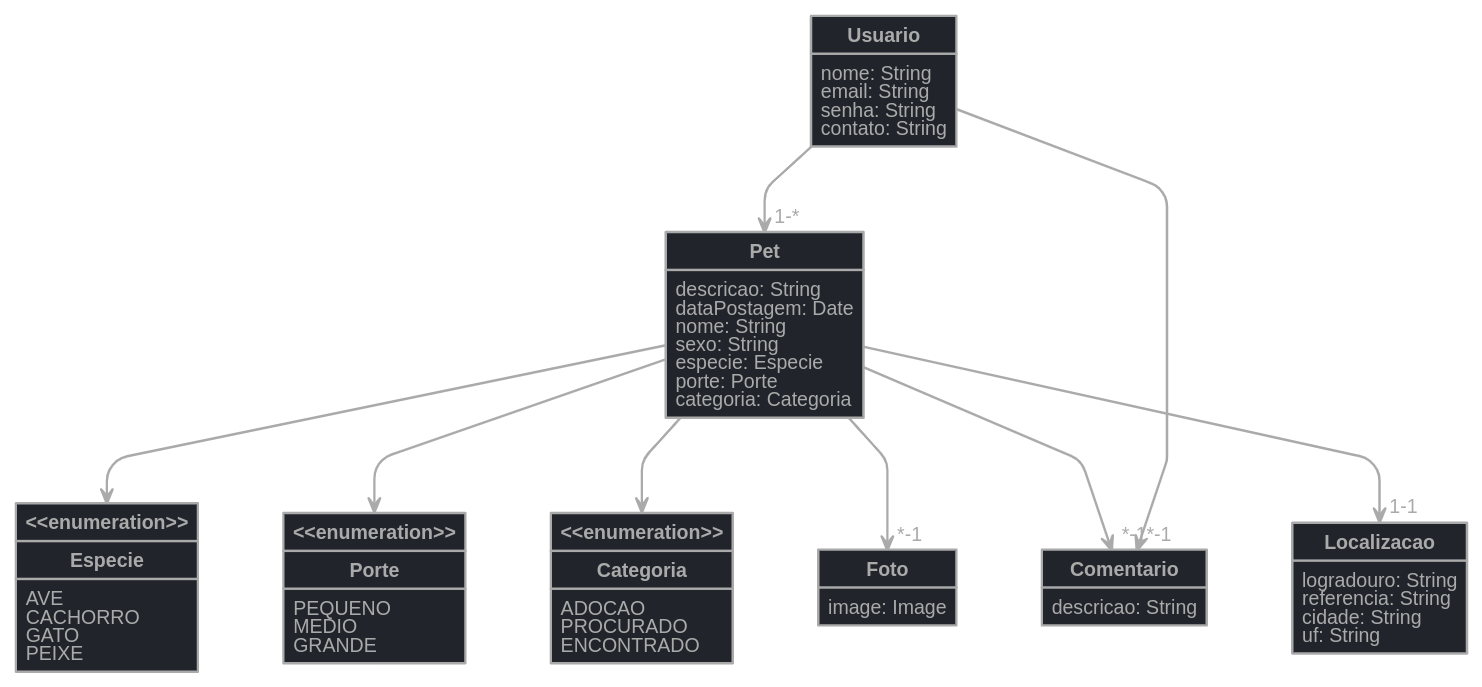 Usuario
nome: String
email: String
senha: String
contato: String
1-*
Pet
descricao: String
dataPostagem: Date
nome: String
sexo: String
especie: Especie
porte: Porte
categoria: Categoria
<<enumeration>>
Especie
AVE
CACHORRO
GATO
PEIXE
<<enumeration>>
Porte
PEQUENO
MEDIO
GRANDE
<<enumeration>>
Categoria
ADOCAO
PROCURADO
ENCONTRADO
*-1
Foto
image: Image
*-1
*-1
Comentario
descricao: String
1-1
Localizacao
logradouro: String
referencia: String
cidade: String
uf: String